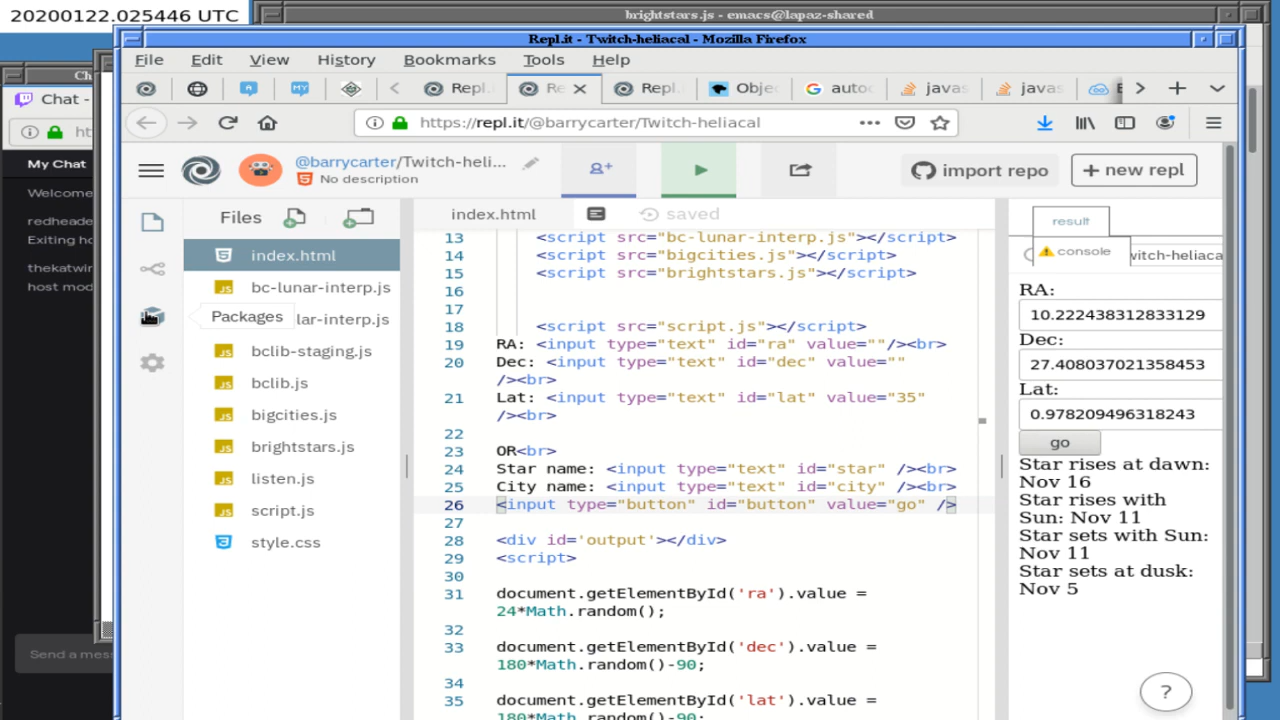 20200122.025446 UTC
brightstars.js - emacs@lapaz-shared
Repl.it - Twitch-heliacal - Mozilla Firefox
File Edit View History Bookmarks Tools Help
Repl. Re Repl. Obje autoc javas javas
https://repl.it/@barrycarter/Twitch-heliacal
Chat -
My Chat
Welcome
redheade
Exiting ho
thekatwir
host mod
Send a mess
@barrycarter/Twitch-heli...
No description
import repo
+ new repl
Files
index.html
bc-lunar-interp.js
Packages
lar-interp.js
bclib-staging.js
bclib.js
bigcities.js
brightstars.js
listen.js
script.js
style.css
index.html saved
13 <script src="bc-lunar-interp.js"></script>
14 <script src="bigcities.js"></script>
15 <script src="brightstars.js"></script>
16
17
18 <script src="script.js"></script>
19 RA: <input type="text" id="ra" value=""/><br>
20 Dec: <input type="text" id="dec" value=""
/><br>
21 Lat: <input type="text" id="lat" value="35"
/><br>
22
23 OR<br>
24 Star name: <input type="text" id="star" /><br>
25 City name: <input type="text" id="city" /><br>
26 <input type="button" id="button" value="go" />
27
28 <div id='output'></div>
29 <script>
30
31 document.getElementById('ra').value =
24*Math.random();
32
33 document.getElementById('dec').value =
180*Math.random()-90;
34
35 document.getElementById('lat').value =
180*Math.random()-90;
result
console
witch-heliaca
RA:
10.222438312833129
Dec:
27.408037021358453
Lat:
0.978209496318243
go
Star rises at dawn:
Nov 16
Star rises with
Sun: Nov 11
Star sets with Sun:
Nov 11
Star sets at dusk:
Nov 5
?